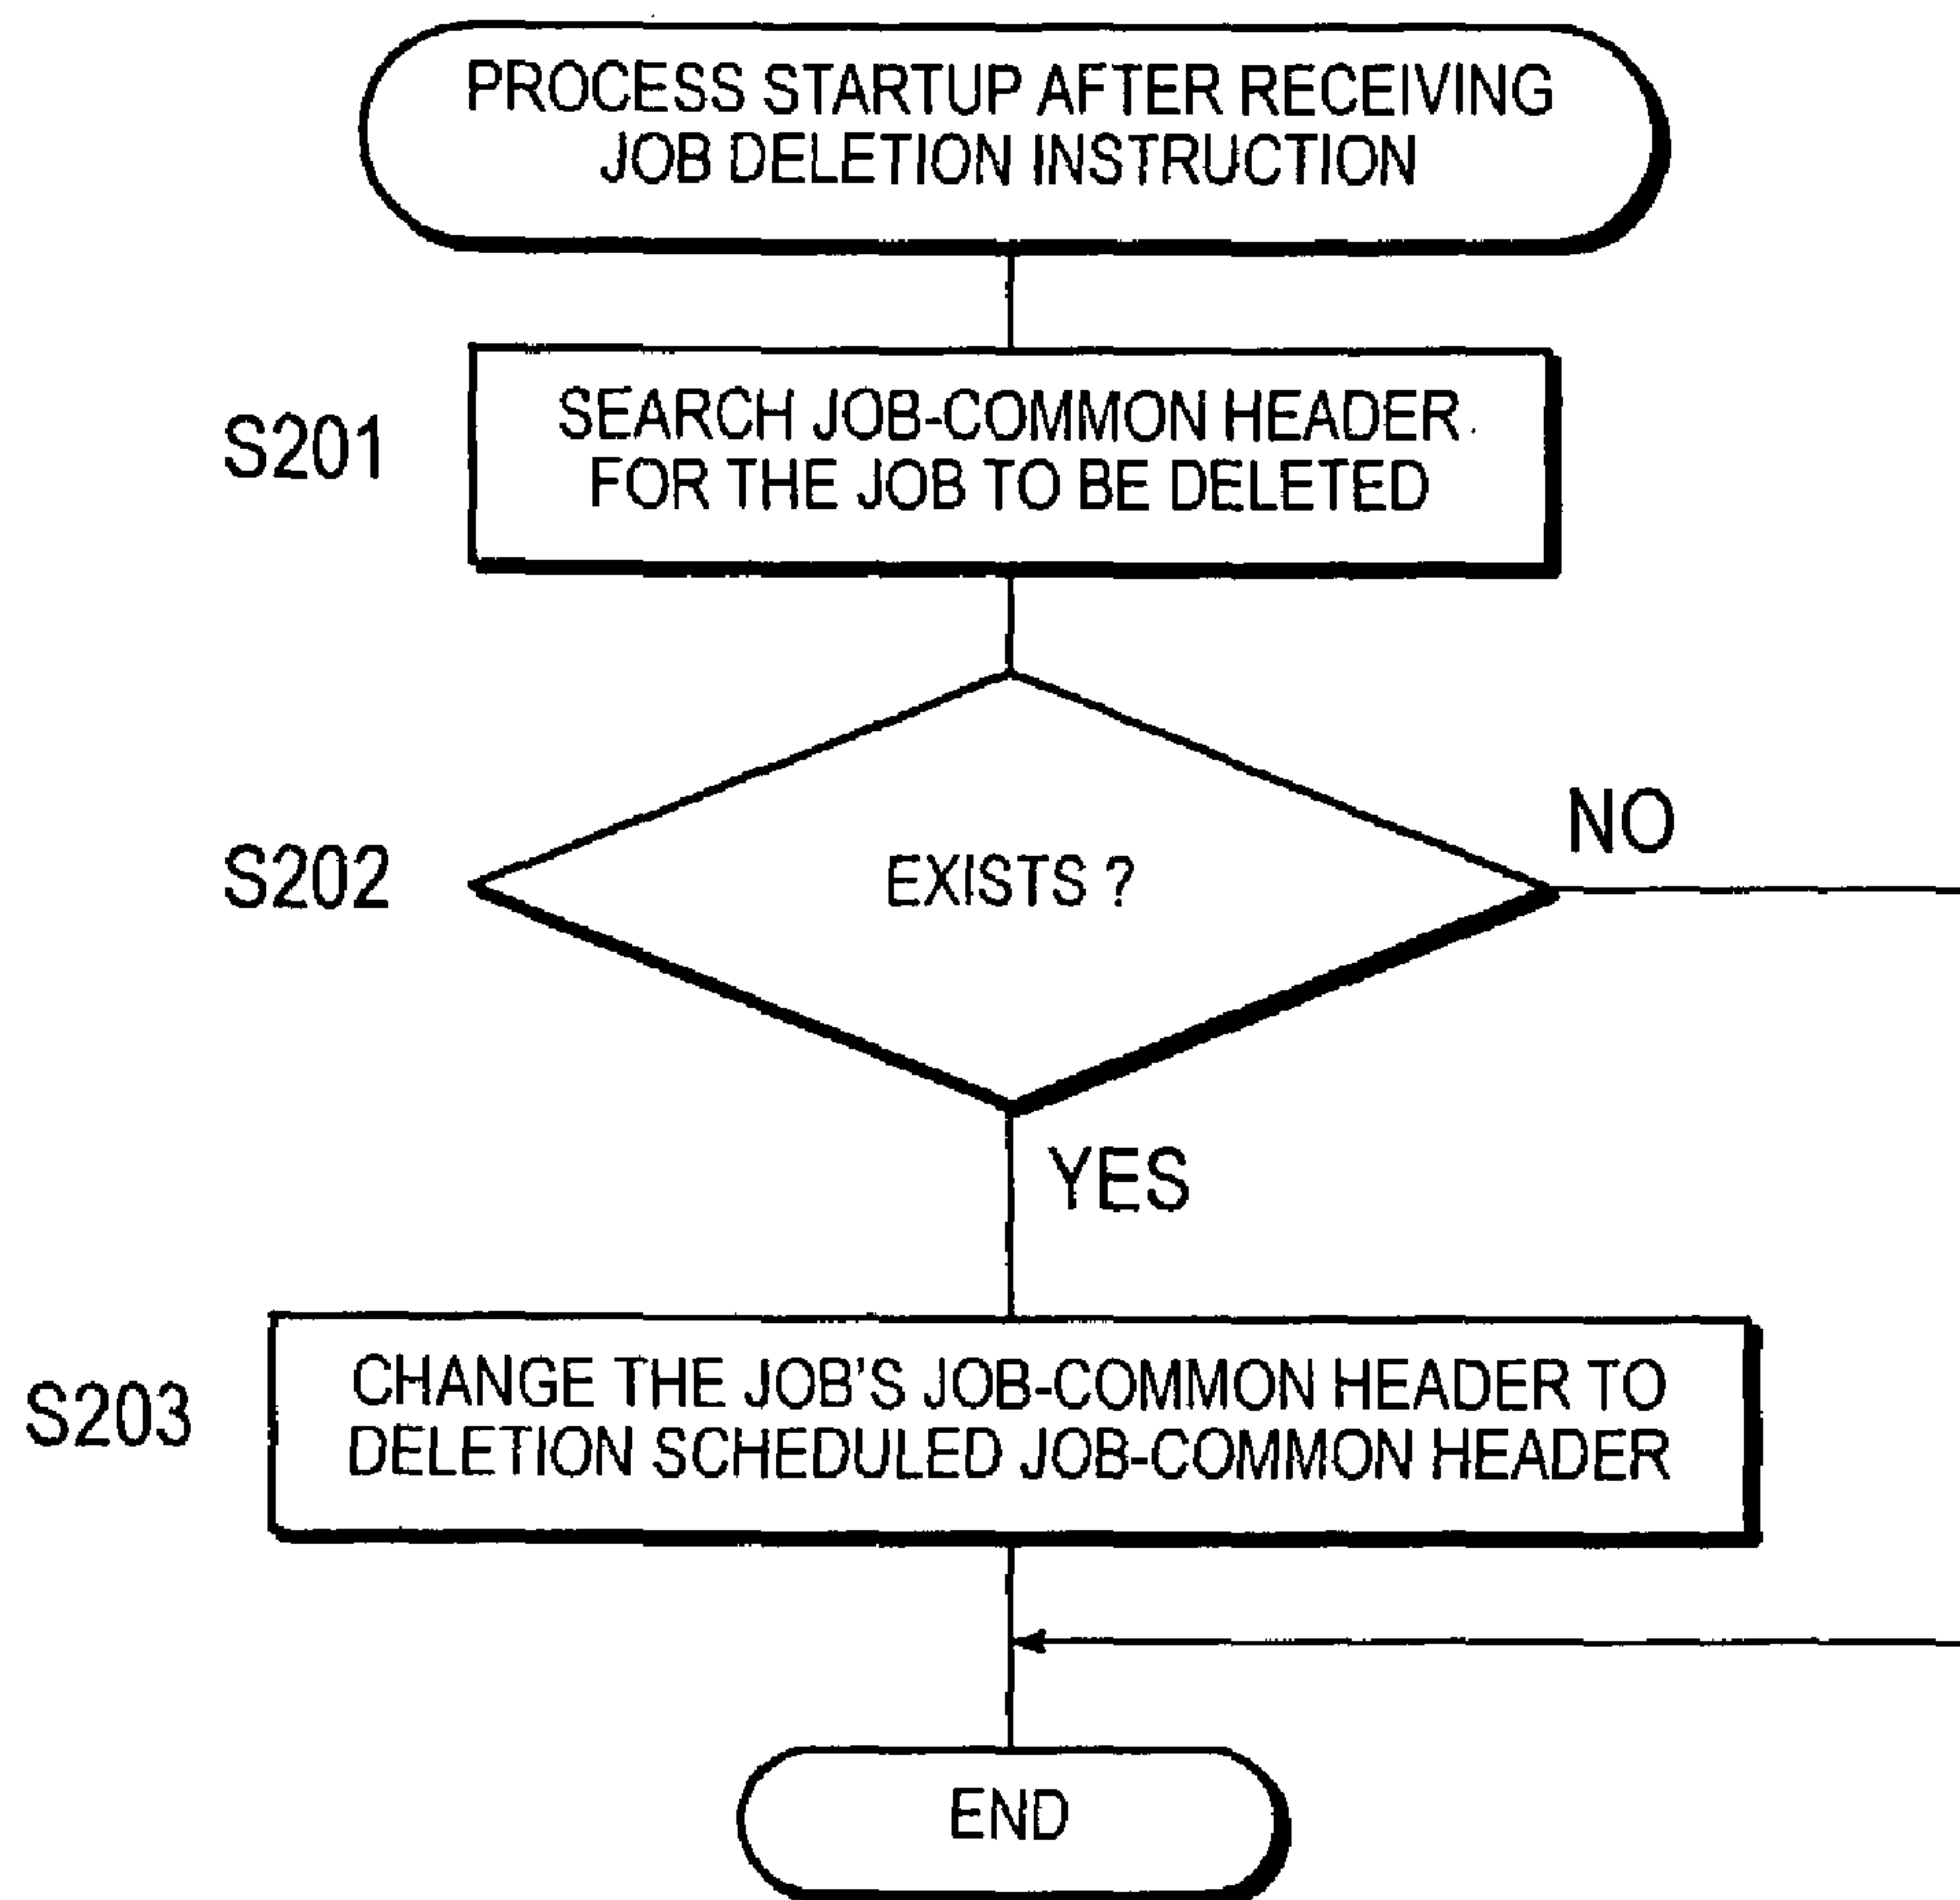 PROCESS STARTUP AFTER RECEIVING
JOB DELETION INSTRUCTION
S201
SEARCH JOB-COMMON HEADER
FOR THE JOB TO BE DELETED
S202
EXISTS ?
NO
YES
S203
CHANGE THE JOB'S JOB-COMMON HEADER TO
DELETION SCHEDULED JOB-COMMON HEADER
END